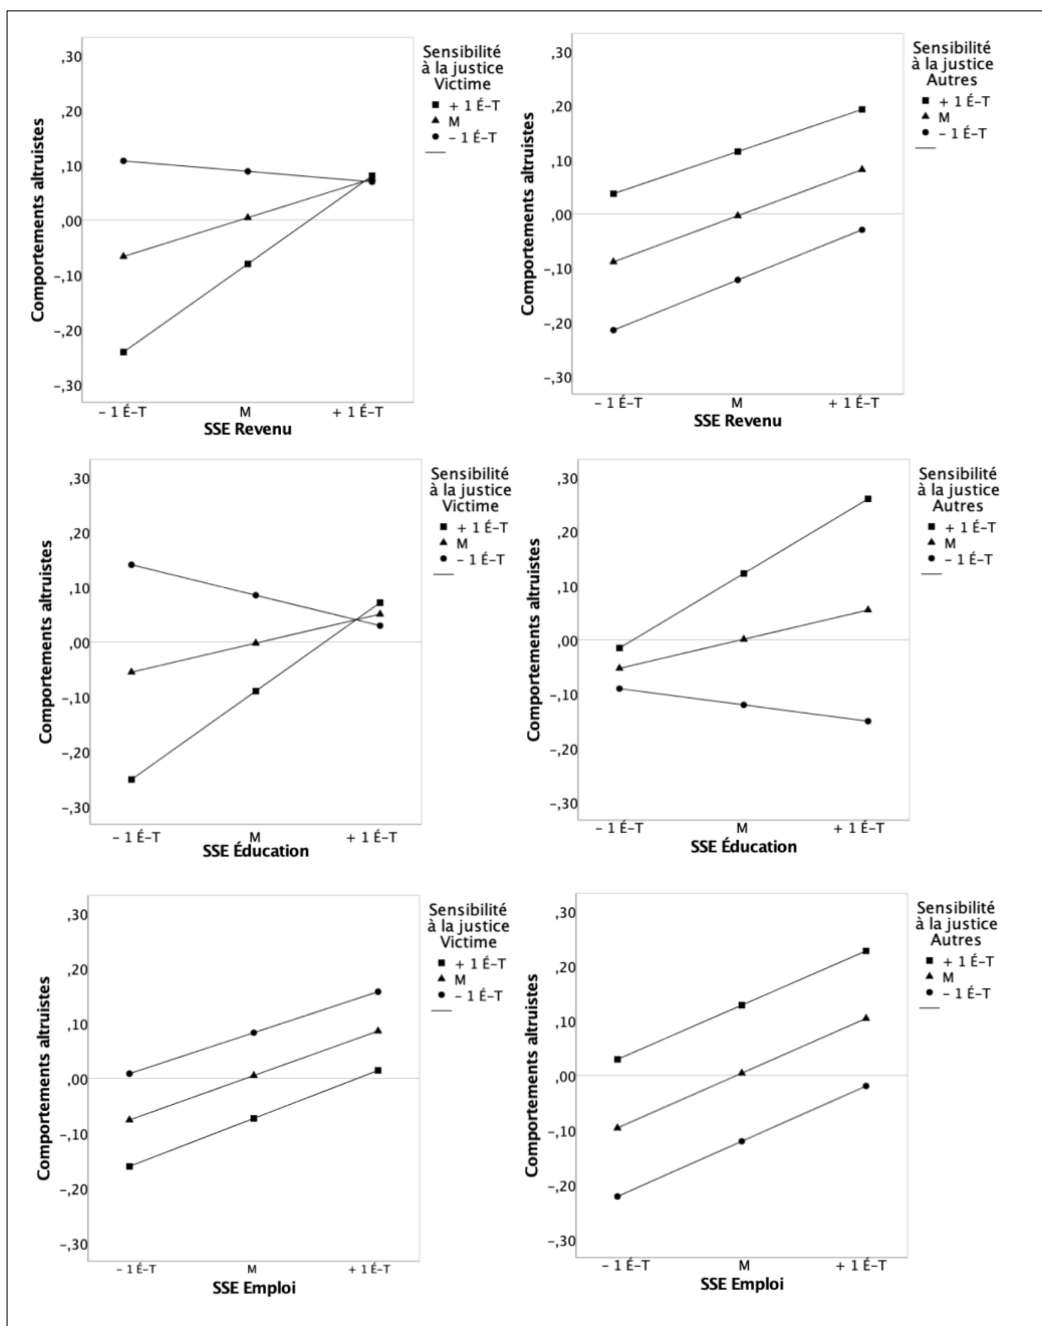 ,30
,20
,10
,00
–,10
–,20
–,30
Comportements altruistes
– 1 É–T
M
+ 1 É–T
SSE Revenu
Sensibilité
à la justice
Victime
+ 1 É–T
M
– 1 É–T
,30
,20
,10
,00
–,10
–,20
–,30
Comportements altruistes
– 1 É–T
M
+ 1 É–T
SSE Revenu
Sensibilité
à la justice
Autres
+ 1 É–T
M
– 1 É–T
,30
,20
,10
,00
–,10
–,20
–,30
Comportements altruistes
– 1 É–T
M
+ 1 É–T
SSE Éducation
Sensibilité
à la justice
Victime
+ 1 É–T
M
– 1 É–T
,30
,20
,10
,00
–,10
–,20
–,30
Comportements altruistes
– 1 É–T
M
+ 1 É–T
SSE Éducation
Sensibilité
à la justice
Autres
+ 1 É–T
M
– 1 É–T
,30
,20
,10
,00
–,10
–,20
–,30
Comportements altruistes
– 1 É–T
M
+ 1 É–T
SSE Emploi
Sensibilité
à la justice
Victime
+ 1 É–T
M
– 1 É–T
,30
,20
,10
,00
–,10
–,20
–,30
Comportements altruistes
– 1 É–T
M
+ 1 É–T
SSE Emploi
Sensibilité
à la justice
Autres
+ 1 É–T
M
– 1 É–T